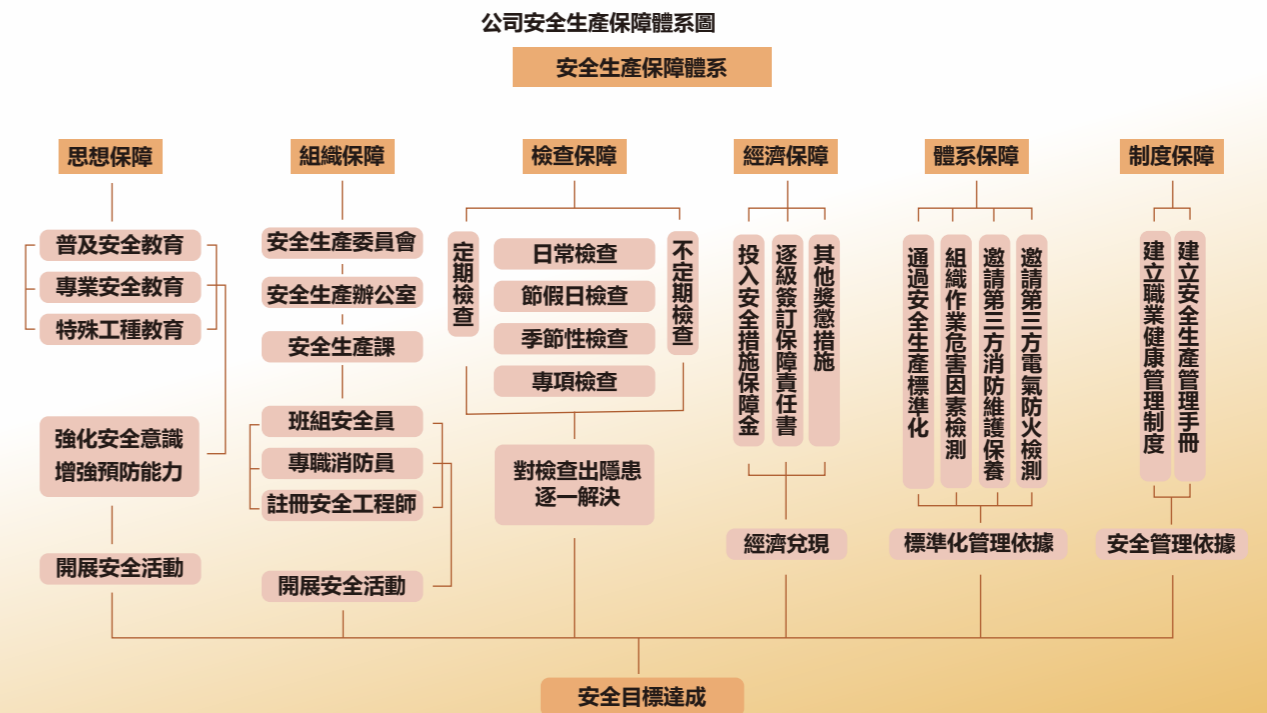 公司安全生產保障體系圖
安全生產保障體系
思想保障
普及安全教育
專業安全教育
特殊工種教育
強化安全意識
增強預防能力
開展安全活動
組織保障
安全生產委員會
安全生產辦公室
安全生產課
班組安全員
專職消防員
註冊安全工程師
開展安全活動
檢查保障
定期檢查
日常檢查
節假日檢查
季節性檢查
專項檢查
不定期檢查
對檢查出隱患
逐一解決
經濟保障
投入安全措施保障金
逐級簽訂保障責任書
其他獎懲措施
經濟兌現
體系保障
通過安全生產標準化
組織作業危害因素檢測
邀請第三方消防維護保養
邀請第三方電氣防火檢測
標準化管理依據
制度保障
建立職業健康管理制度
建立安全生產管理手冊
安全管理依據
安全目標達成